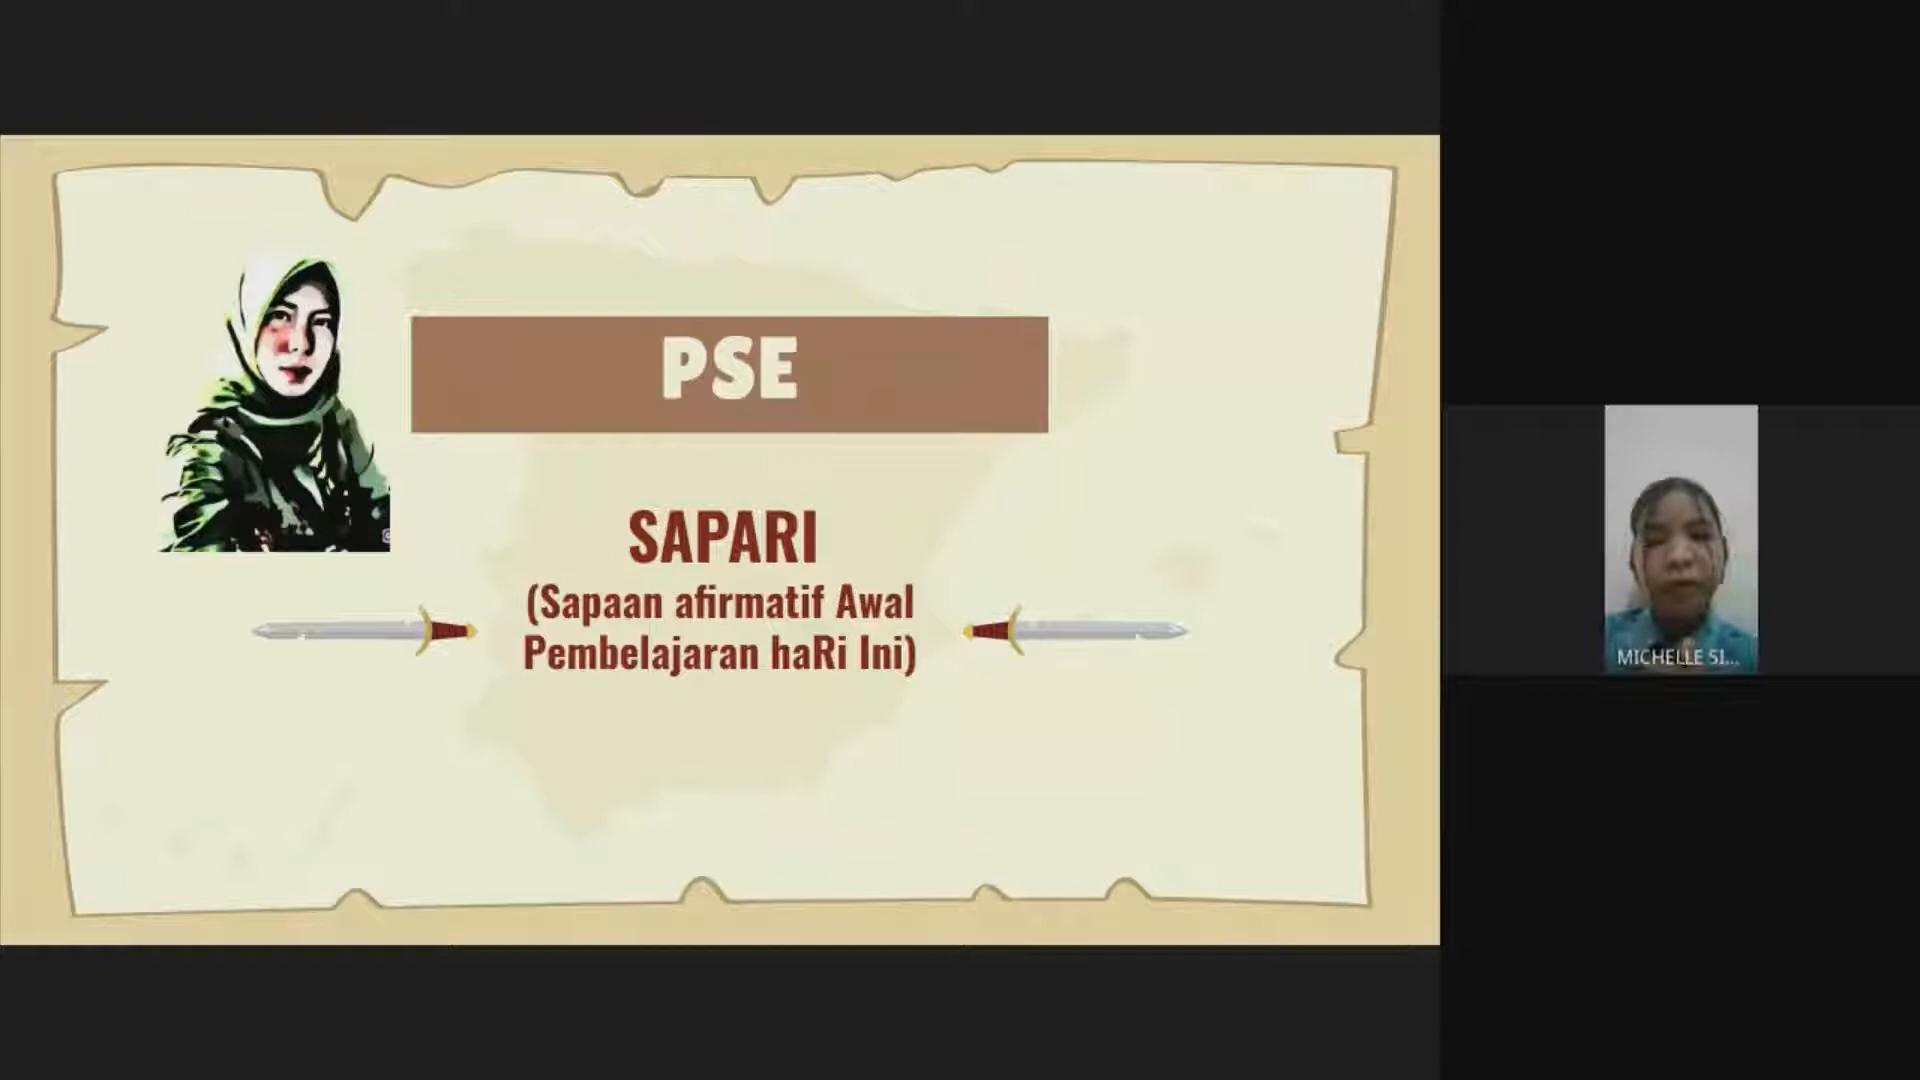 PSE
SAPARI
(Sapaan afirmatif Awal
Pembelajaran haRi Ini)
MICHELLE SI...